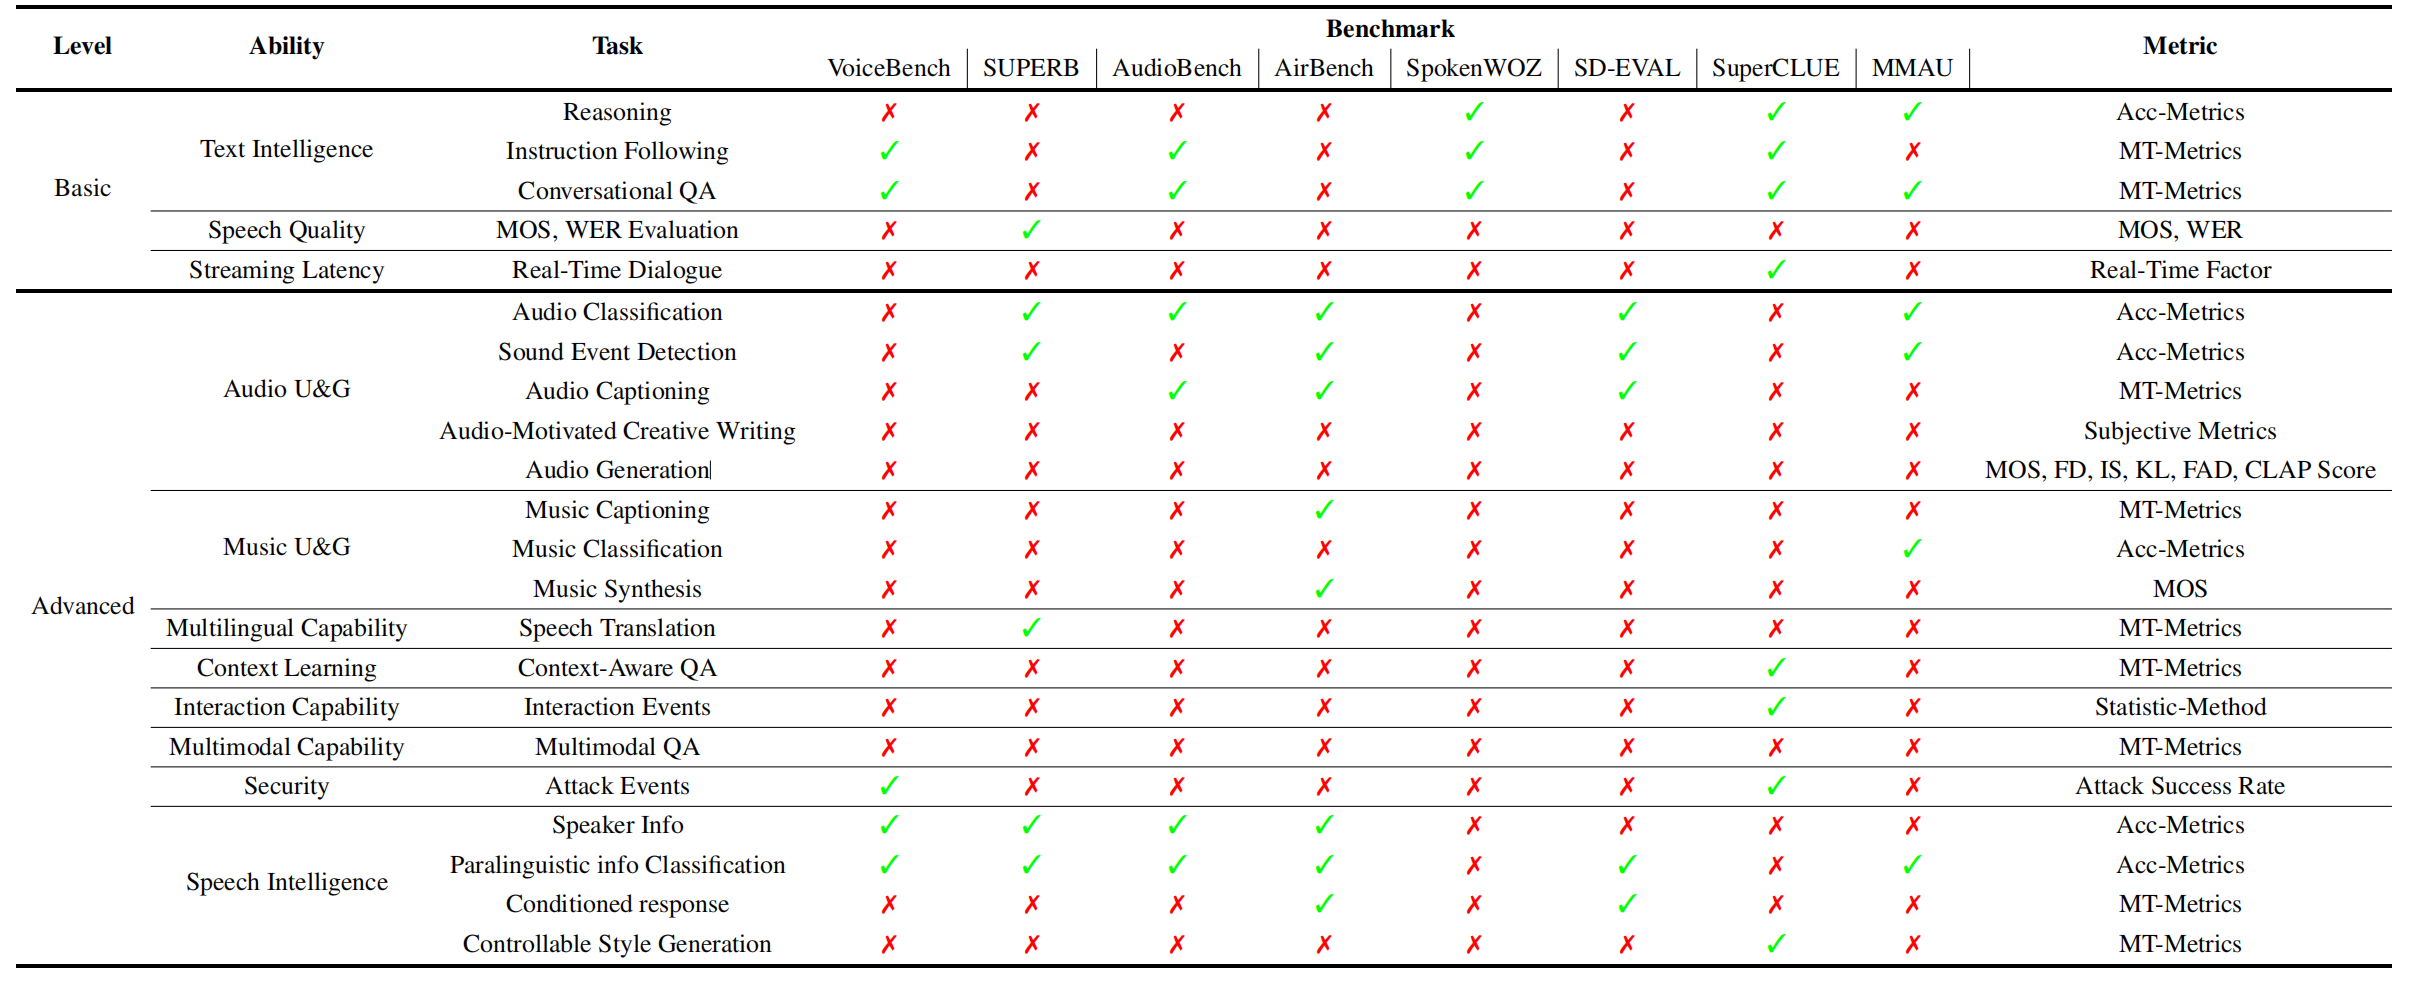 Level Ability Task Benchmark Metric
VoiceBench SUPERB AudioBench AirBench SpokenWOZ SD-EVAL SuperCLUE MMAU
Basic Text Intelligence Reasoning ✗ ✗ ✗ ✗ ✓ ✗ ✓ ✓ Acc-Metrics
Instruction Following ✓ ✗ ✓ ✗ ✓ ✗ ✓ ✗ MT-Metrics
Conversational QA ✓ ✗ ✓ ✗ ✓ ✗ ✓ ✓ MT-Metrics
Speech Quality MOS, WER Evaluation ✗ ✓ ✗ ✗ ✗ ✗ ✗ ✗ MOS, WER
Streaming Latency Real-Time Dialogue ✗ ✗ ✗ ✗ ✗ ✗ ✓ ✗ Real-Time Factor
Advanced Audio U&G Audio Classification ✗ ✓ ✓ ✓ ✗ ✓ ✗ ✓ Acc-Metrics
Sound Event Detection ✗ ✓ ✗ ✓ ✗ ✓ ✗ ✓ Acc-Metrics
Audio Captioning ✗ ✗ ✓ ✓ ✗ ✓ ✗ ✗ MT-Metrics
Audio-Motivated Creative Writing ✗ ✗ ✗ ✗ ✗ ✗ ✗ ✗ Subjective Metrics
Audio Generation ✗ ✗ ✗ ✗ ✗ ✗ ✗ ✗ MOS, FD, IS, KL, FAD, CLAP Score
Music U&G Music Captioning ✗ ✗ ✗ ✓ ✗ ✗ ✗ ✗ MT-Metrics
Music Classification ✗ ✗ ✗ ✗ ✗ ✗ ✗ ✓ Acc-Metrics
Music Synthesis ✗ ✗ ✗ ✓ ✗ ✗ ✗ ✗ MOS
Multilingual Capability Speech Translation ✗ ✓ ✗ ✗ ✗ ✗ ✗ ✗ MT-Metrics
Context Learning Context-Aware QA ✗ ✗ ✗ ✗ ✗ ✗ ✓ ✗ MT-Metrics
Interaction Capability Interaction Events ✗ ✗ ✗ ✗ ✗ ✗ ✓ ✗ Statistic-Method
Multimodal Capability Multimodal QA ✗ ✗ ✗ ✗ ✗ ✗ ✗ ✗ MT-Metrics
Security Attack Events ✓ ✗ ✗ ✗ ✗ ✗ ✓ ✗ Attack Success Rate
Speech Intelligence Speaker Info ✓ ✓ ✓ ✓ ✗ ✗ ✗ ✗ Acc-Metrics
Paralinguistic info Classification ✓ ✓ ✓ ✓ ✗ ✓ ✗ ✓ Acc-Metrics
Conditioned response ✗ ✗ ✗ ✓ ✗ ✓ ✗ ✗ MT-Metrics
Controllable Style Generation ✗ ✗ ✗ ✗ ✗ ✗ ✓ ✗ MT-Metrics